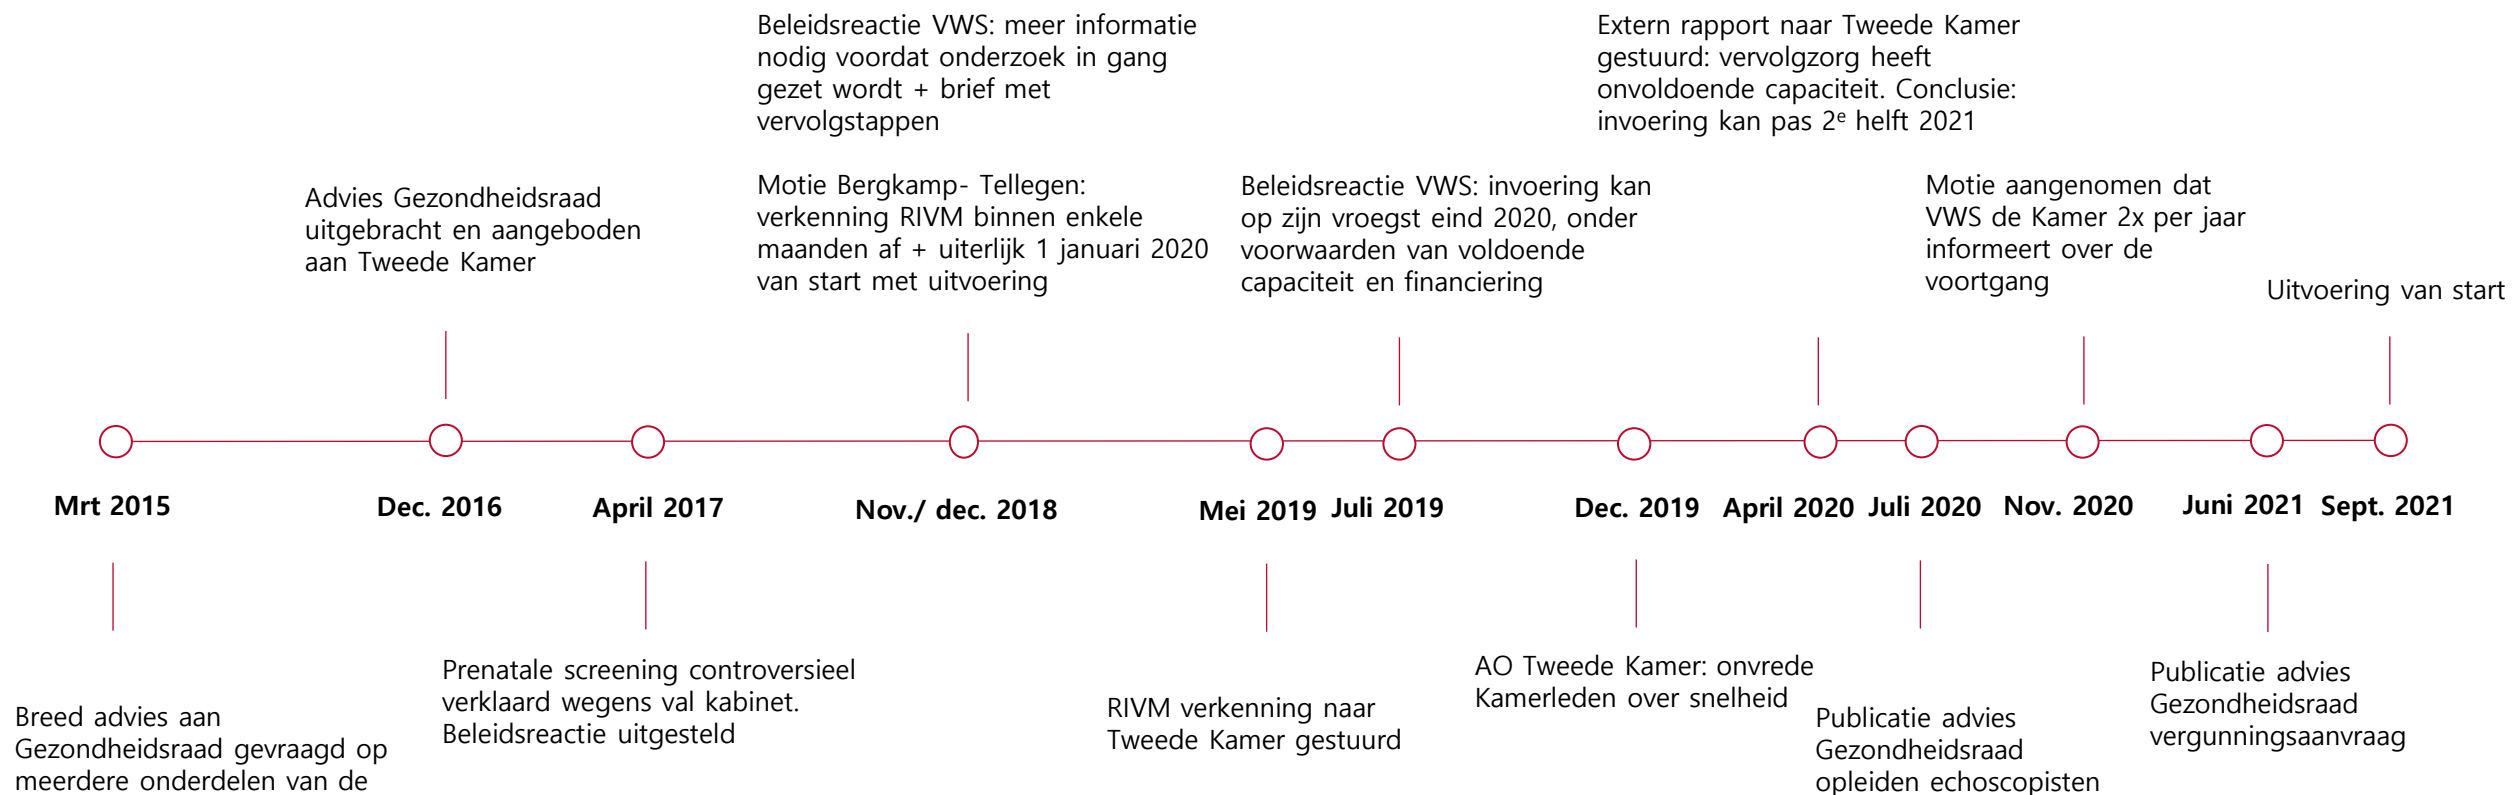 Beleidsreactie VWS: meer informatie
nodig voordat onderzoek in gang
gezet wordt + brief met
vervolgstappen
Extern rapport naar Tweede Kamer
gestuurd: vervolgzorg heeft
onvoldoende capaciteit. Conclusie:
invoering kan pas 2e helft 2021
Advies Gezondheidsraad
uitgebracht en aangeboden
aan Tweede Kamer
Motie Bergkamp- Tellegen:
verkenning RIVM binnen enkele
maanden af + uiterlijk 1 januari 2020
van start met uitvoering
Beleidsreactie VWS: invoering kan
op zijn vroegst eind 2020, onder
voorwaarden van voldoende
capaciteit en financiering
Motie aangenomen dat
VWS de Kamer 2x per jaar
informeert over de
voortgang
Uitvoering van start
Mrt 2015
Dec. 2016
April 2017
Nov./ dec. 2018
Mei 2019
Juli 2019
Dec. 2019
April 2020
Juli 2020
Nov. 2020
Juni 2021
Sept. 2021
Breed advies aan
Gezondheidsraad gevraagd op
meerdere onderdelen van de
Prenatale screening controversieel
verklaard wegens val kabinet.
Beleidsreactie uitgesteld
RIVM verkenning naar
Tweede Kamer gestuurd
AO Tweede Kamer: onvrede
Kamerleden over snelheid
Publicatie advies
Gezondheidsraad
opleiden echoscopisten
Publicatie advies
Gezondheidsraad
vergunningsaanvraag